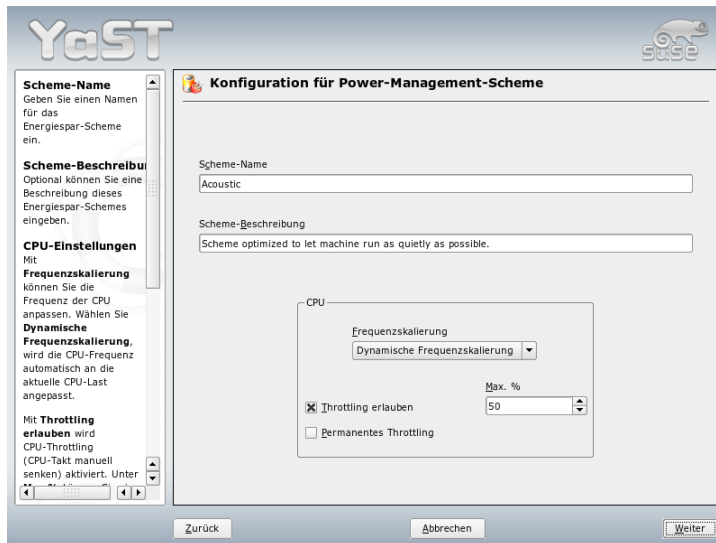 YaST
SUSE
Scheme-Name
Geben Sie einen Namen
für das
Energiespar-Scheme
ein.
Scheme-Beschreibu
Optional können Sie eine
Beschreibung dieses
Energiespar-Schemes
eingeben.
CPU-Einstellungen
Mit
Frequenzskalierung
können Sie die
Frequenz der CPU
anpassen. Wählen Sie
Dynamische
Frequenzskalierung,
wird die CPU-Frequenz
automatisch an die
aktuelle CPU-Last
angepasst.
Mit Throttling
erlauben wird
CPU-Throttling
(CPU-Takt manuell
senken) aktiviert. Unter
Konfiguration für Power-Management-Scheme
Scheme-Name
Acoustic
Scheme-Beschreibung
Scheme optimized to let machine run as quietly as possible.
CPU
Frequenzskalierung
Dynamische Frequenzskalierung
Max. %
Throttling erlauben
50
Permanentes Throttling
Zurück
Abbrechen
Weiter